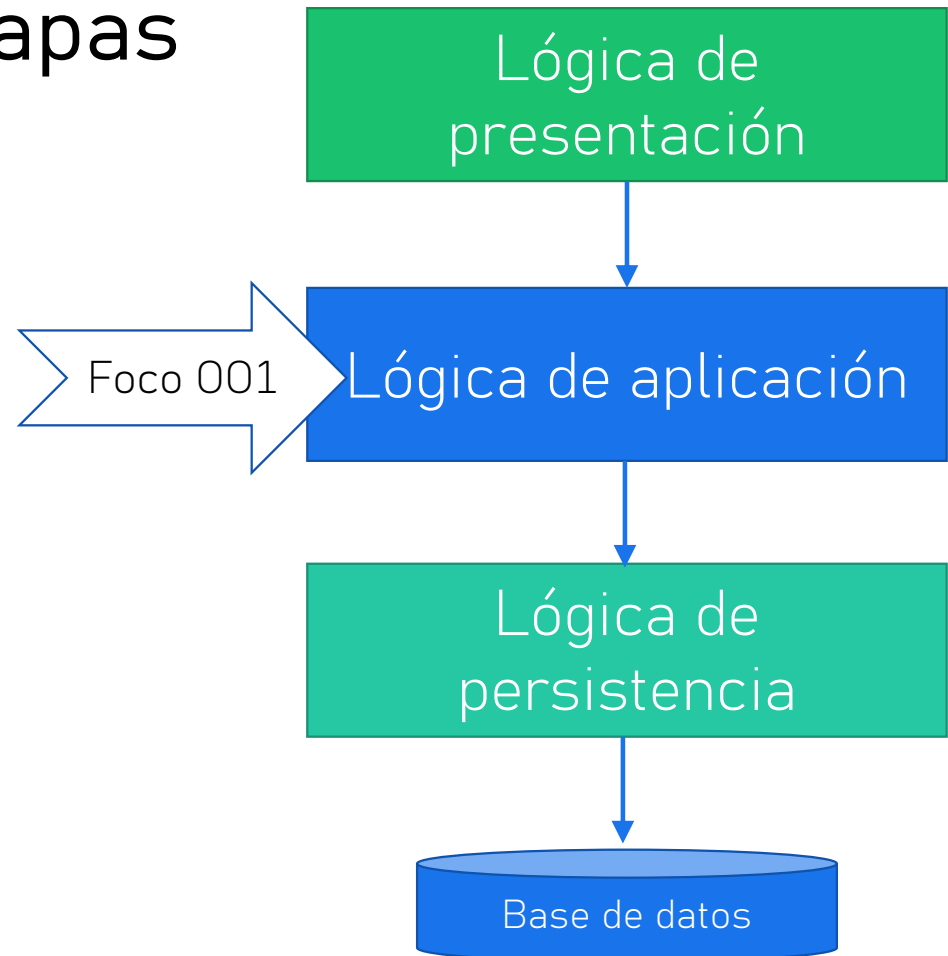 apas
Lógica de
presentación
Foco 001
Lógica de aplicación
Lógica de
persistencia
Base de datos